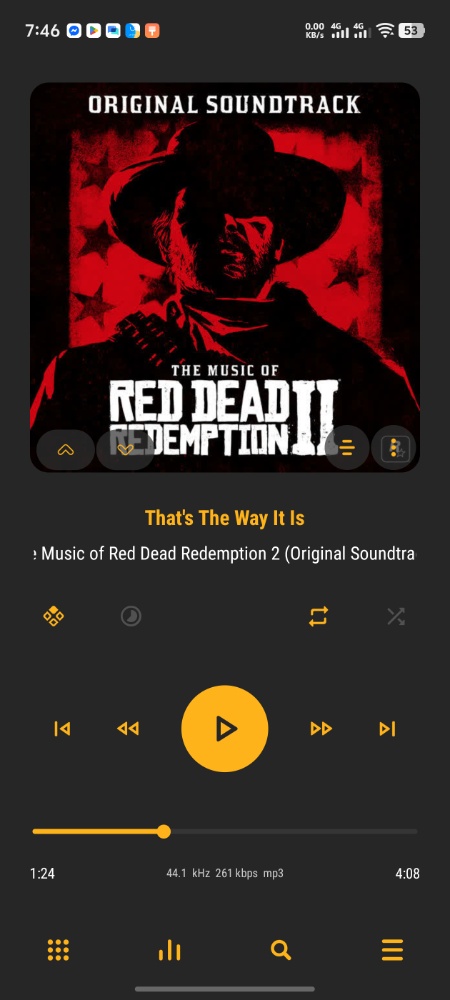 7:46
0.00 KB/s 4G 4G 53
ORIGINAL SOUNDTRACK
THE MUSIC OF
RED DEAD
REDEMPTION II
That's The Way It Is
e Music of Red Dead Redemption 2 (Original Soundtra
1:24
44.1 kHz 261 kbps mp3
4:08